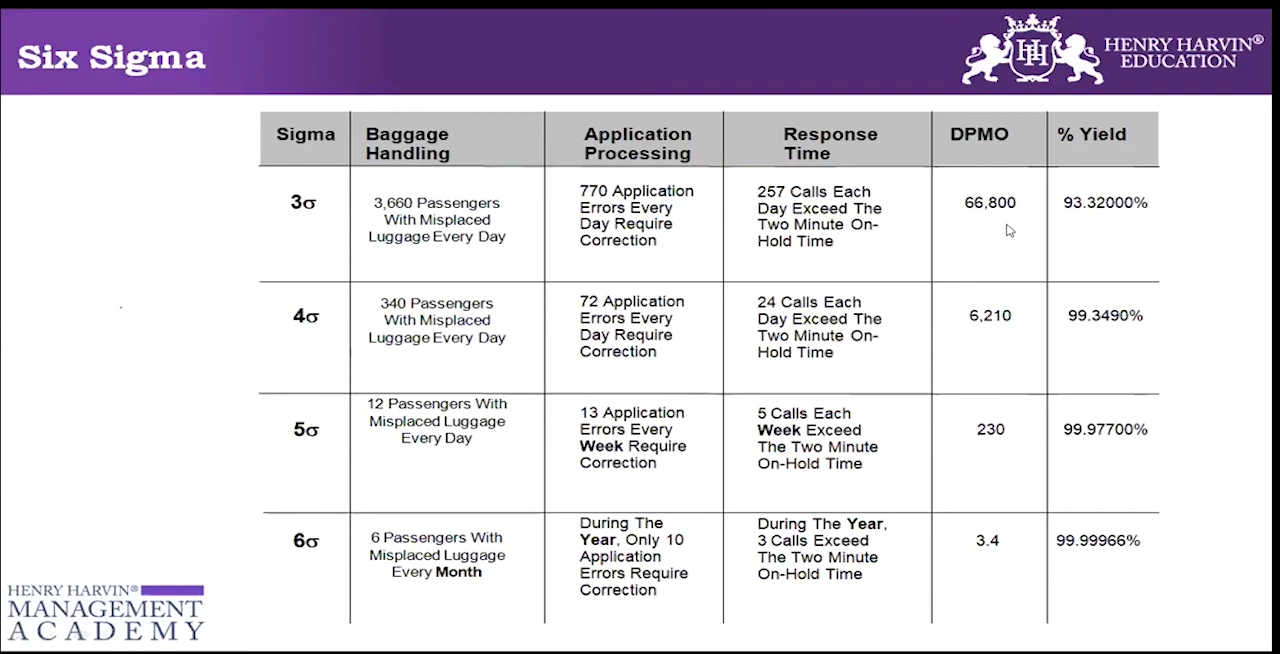 Six Sigma
HENRY HARVIN®
EDUCATION
Sigma
Baggage
Handling
Application
Processing
Response
Time
DPMO
% Yield
3σ
3,660 Passengers
With Misplaced
Luggage Every Day
770 Application
Errors Every
Day Require
Correction
257 Calls Each
Day Exceed The
Two Minute On-
Hold Time
66,800
93.32000%
4σ
340 Passengers
With Misplaced
Luggage Every Day
72 Application
Errors Every
Day Require
Correction
24 Calls Each
Day Exceed The
Two Minute On-
Hold Time
6,210
99.3490%
5σ
12 Passengers With
Misplaced Luggage
Every Day
13 Application
Errors Every
Week Require
Correction
5 Calls Each
Week Exceed
The Two Minute
On-Hold Time
230
99.97700%
6σ
6 Passengers With
Misplaced Luggage
Every Month
During The
Year, Only 10
Application
Errors Require
Correction
During The Year,
3 Calls Exceed
The Two Minute
On-Hold Time
3.4
99.99966%
HENRY HARVIN®
MANAGEMENT
ACADEMY